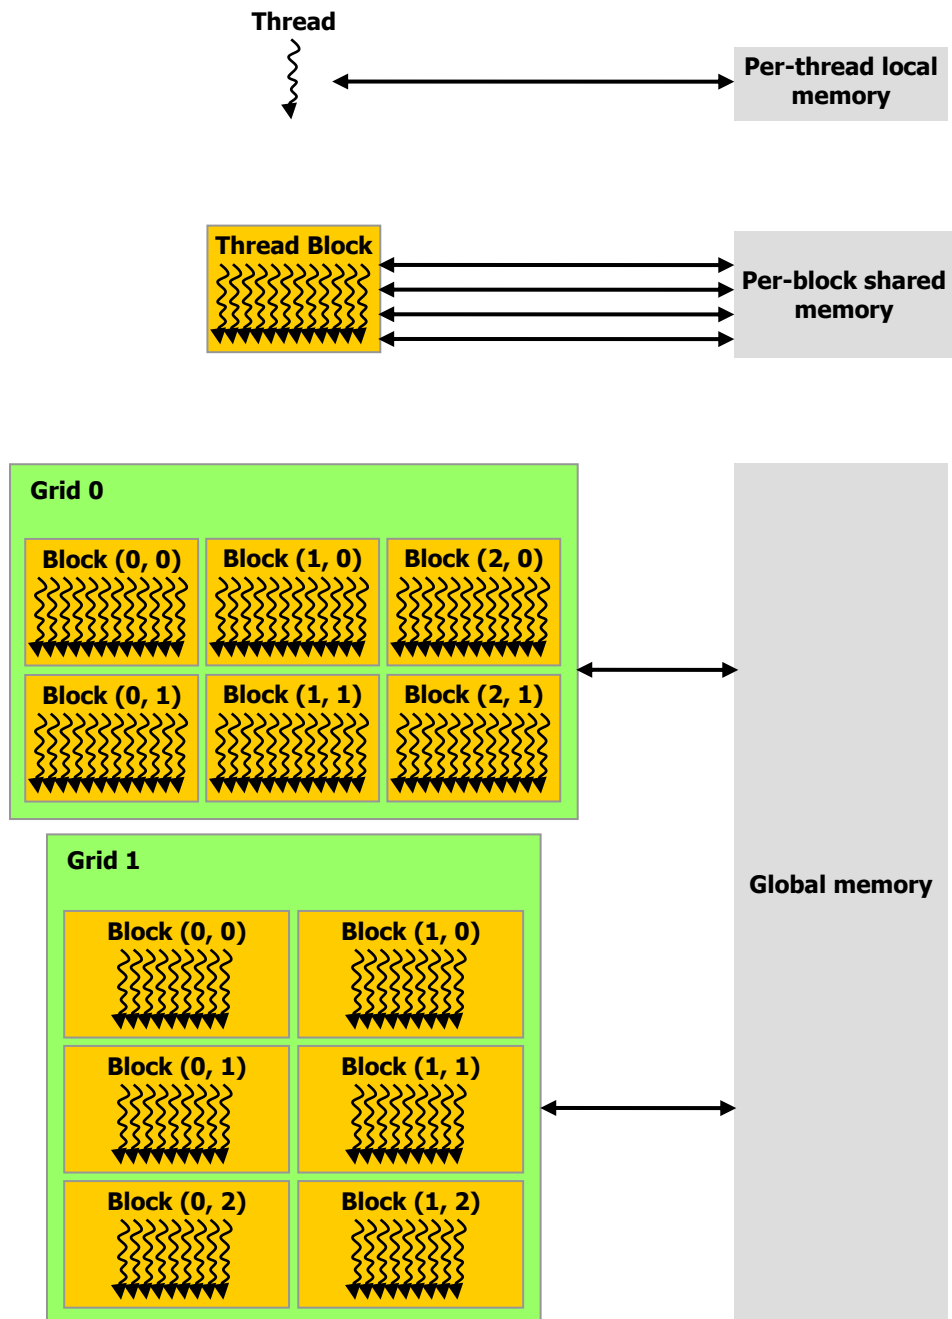 Thread
Per-thread local
memory
Thread Block
Per-block shared
memory
Grid 0
Block (0, 0)
Block (1, 0)
Block (2, 0)
Block (0, 1)
Block (1, 1)
Block (2, 1)
Grid 1
Block (0, 0)
Block (1, 0)
Block (0, 1)
Block (1, 1)
Block (0, 2)
Block (1, 2)
Global memory